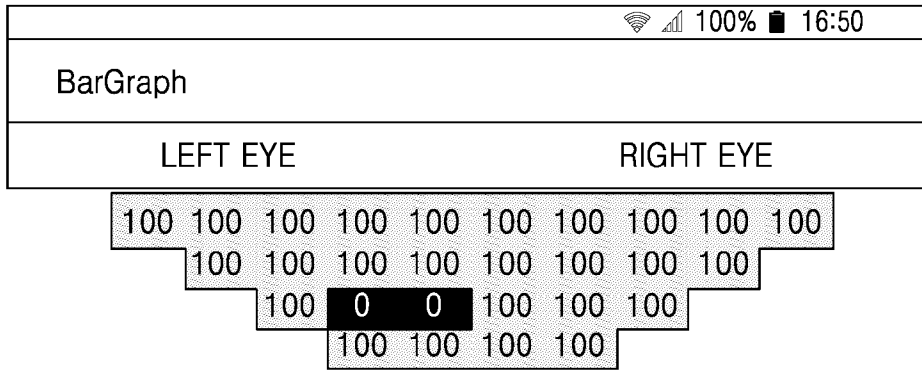 100% 16:50
BarGraph
LEFT EYE RIGHT EYE
100 100 100 100 100 100 100 100 100 100
100 100 100 100 100 100 100 100
100 0 0 100 100 100
100 100 100 100